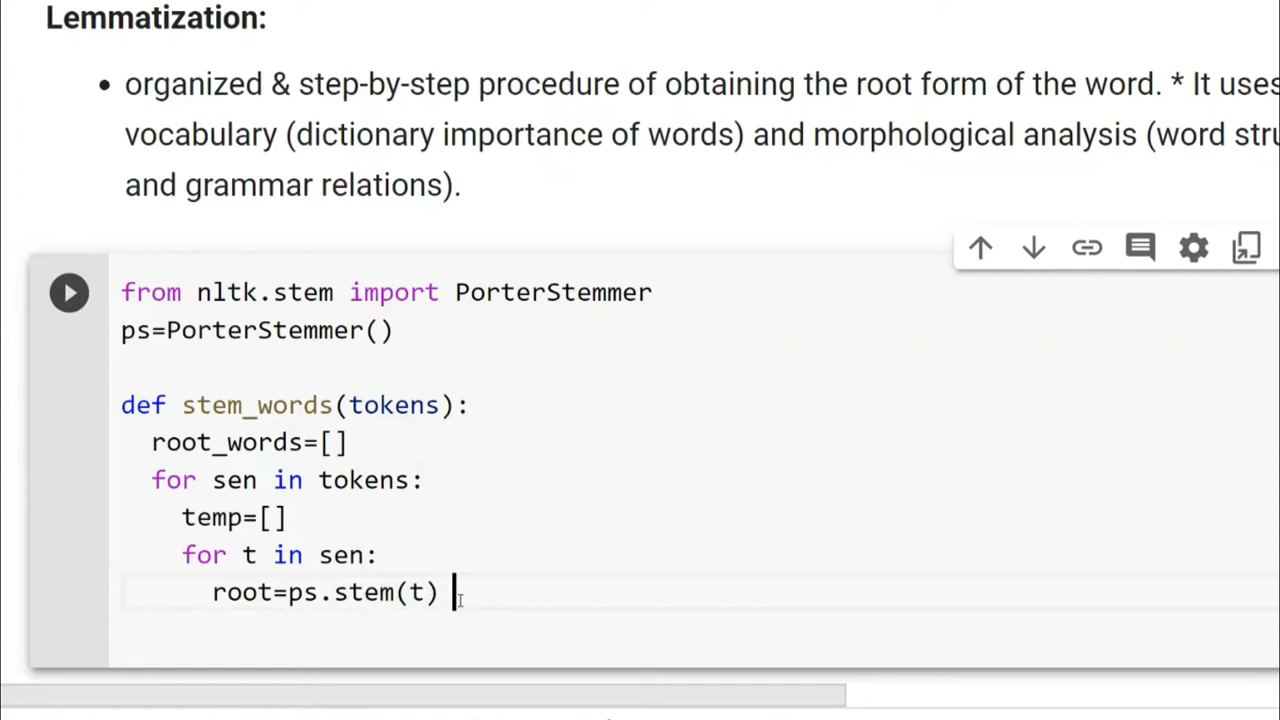 Lemmatization:
• organized & step-by-step procedure of obtaining the root form of the word. * It uses
vocabulary (dictionary importance of words) and morphological analysis (word stru
and grammar relations).
from nltk.stem import PorterStemmer
ps=PorterStemmer()
def stem_words(tokens):
root_words=[]
for sen in tokens:
temp=[]
for t in sen:
root=ps.stem(t)